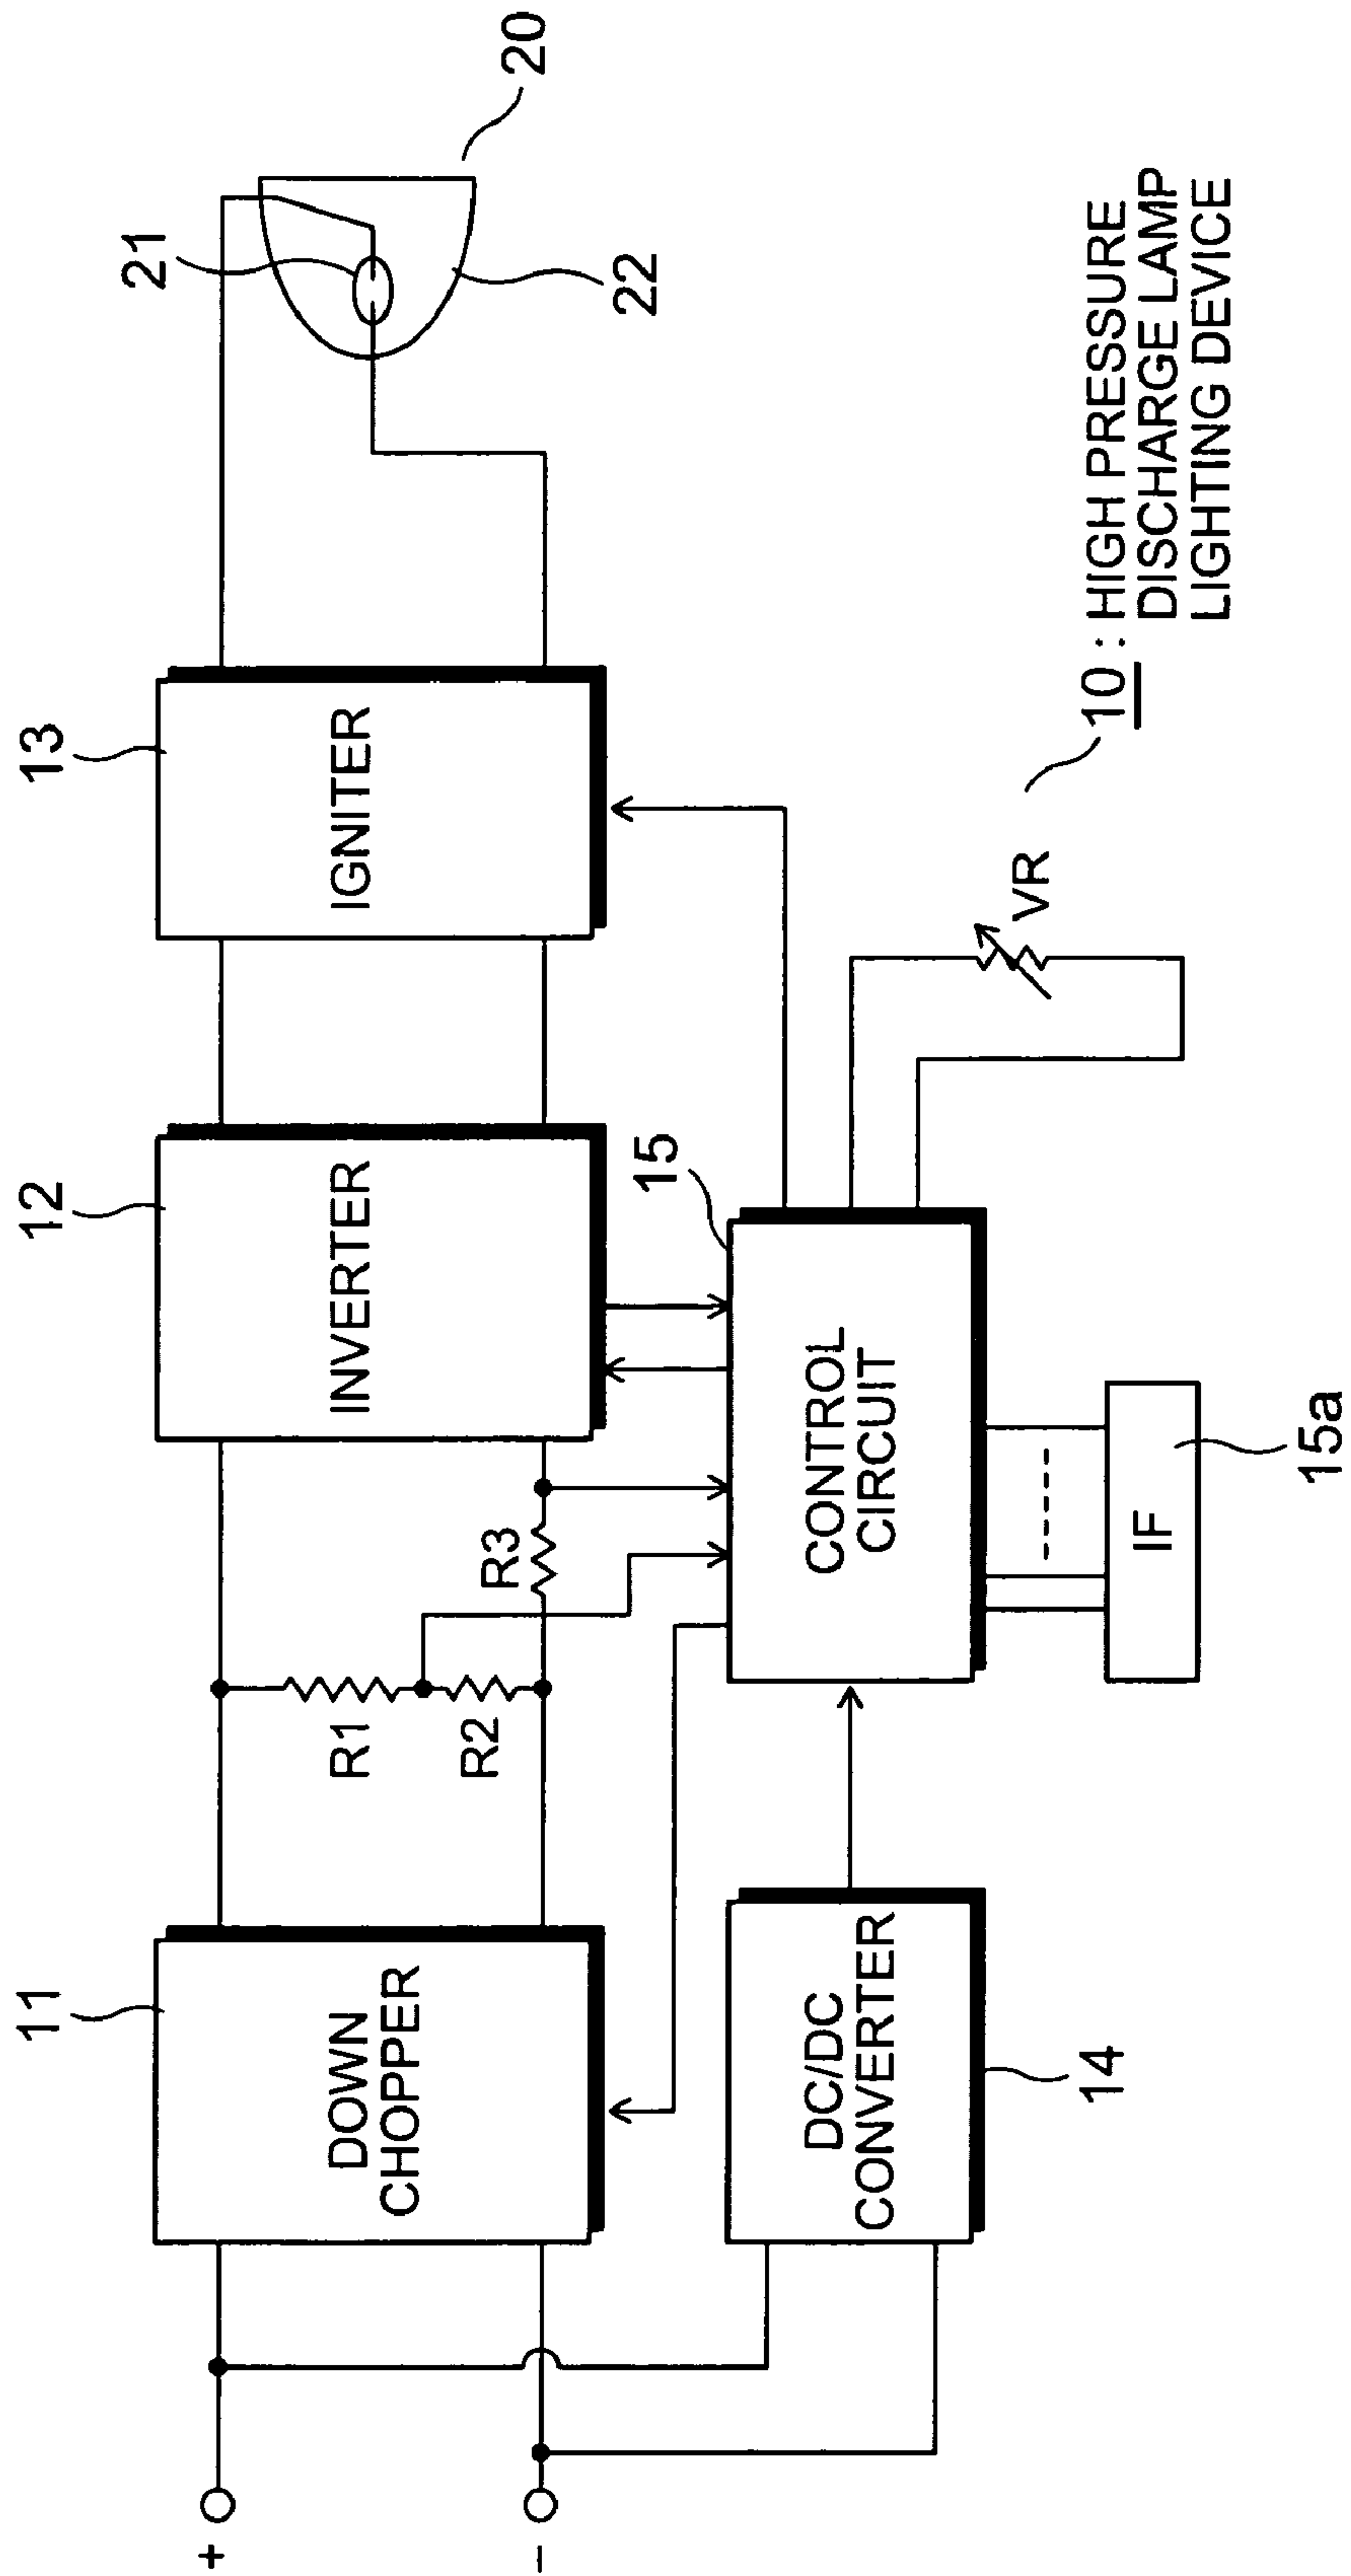 11
12
13
21
20
22
+
−
DOWN
CHOPPER
R1
R2
R3
INVERTER
IGNITER
15
DC/DC
CONVERTER
14
CONTROL
CIRCUIT
IF
15a
VR
10 : HIGH PRESSURE
DISCHARGE LAMP
LIGHTING DEVICE